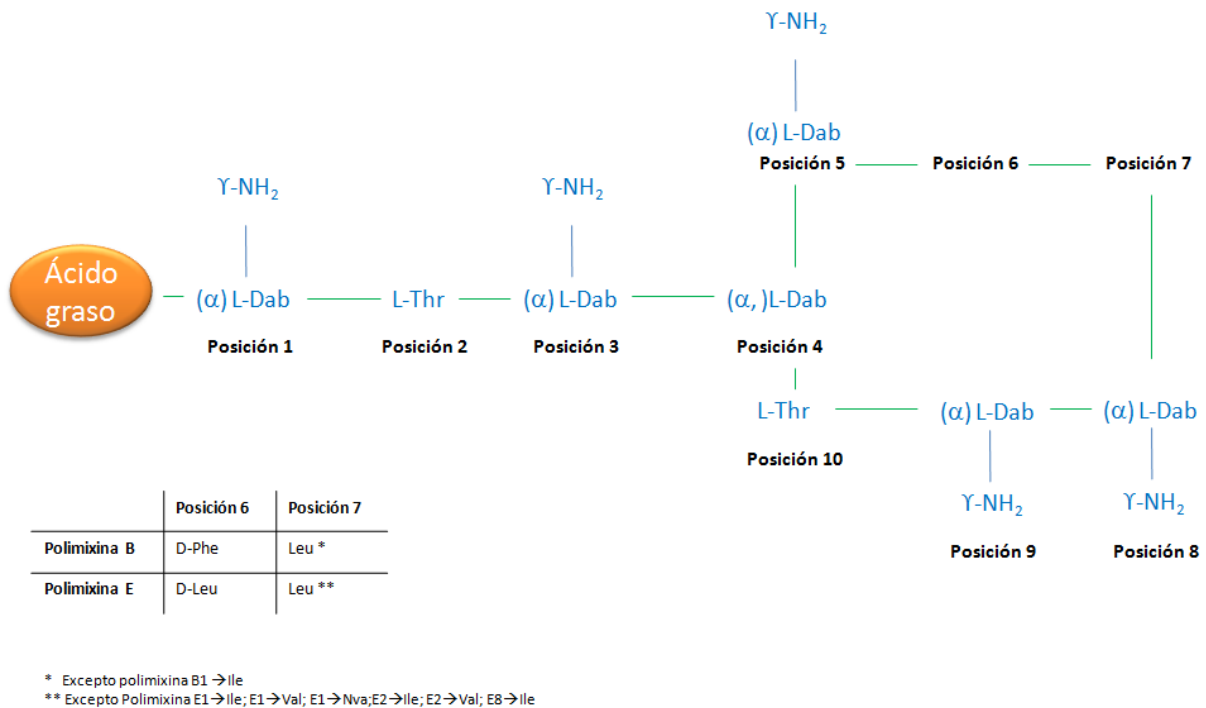 ϒ-NH2
(α) L-Dab
Posición 5
Posición 6
Posición 7
ϒ-NH2
ϒ-NH2
Ácido
graso
(α) L-Dab
L-Thr
(α) L-Dab
(α, )L-Dab
Posición 1
Posición 2
Posición 3
Posición 4
L-Thr
(α) L-Dab
(α) L-Dab
Posición 10
ϒ-NH2
ϒ-NH2
Posición 9
Posición 8
Posición 6 Posición 7
Polimixina B D-Phe Leu *
Polimixina E D-Leu Leu **
* Excepto polimixina B1 →Ile
** Excepto Polimixina E1→Ile; E1→Val; E1→Nva;E2→Ile; E2→Val; E8→Ile